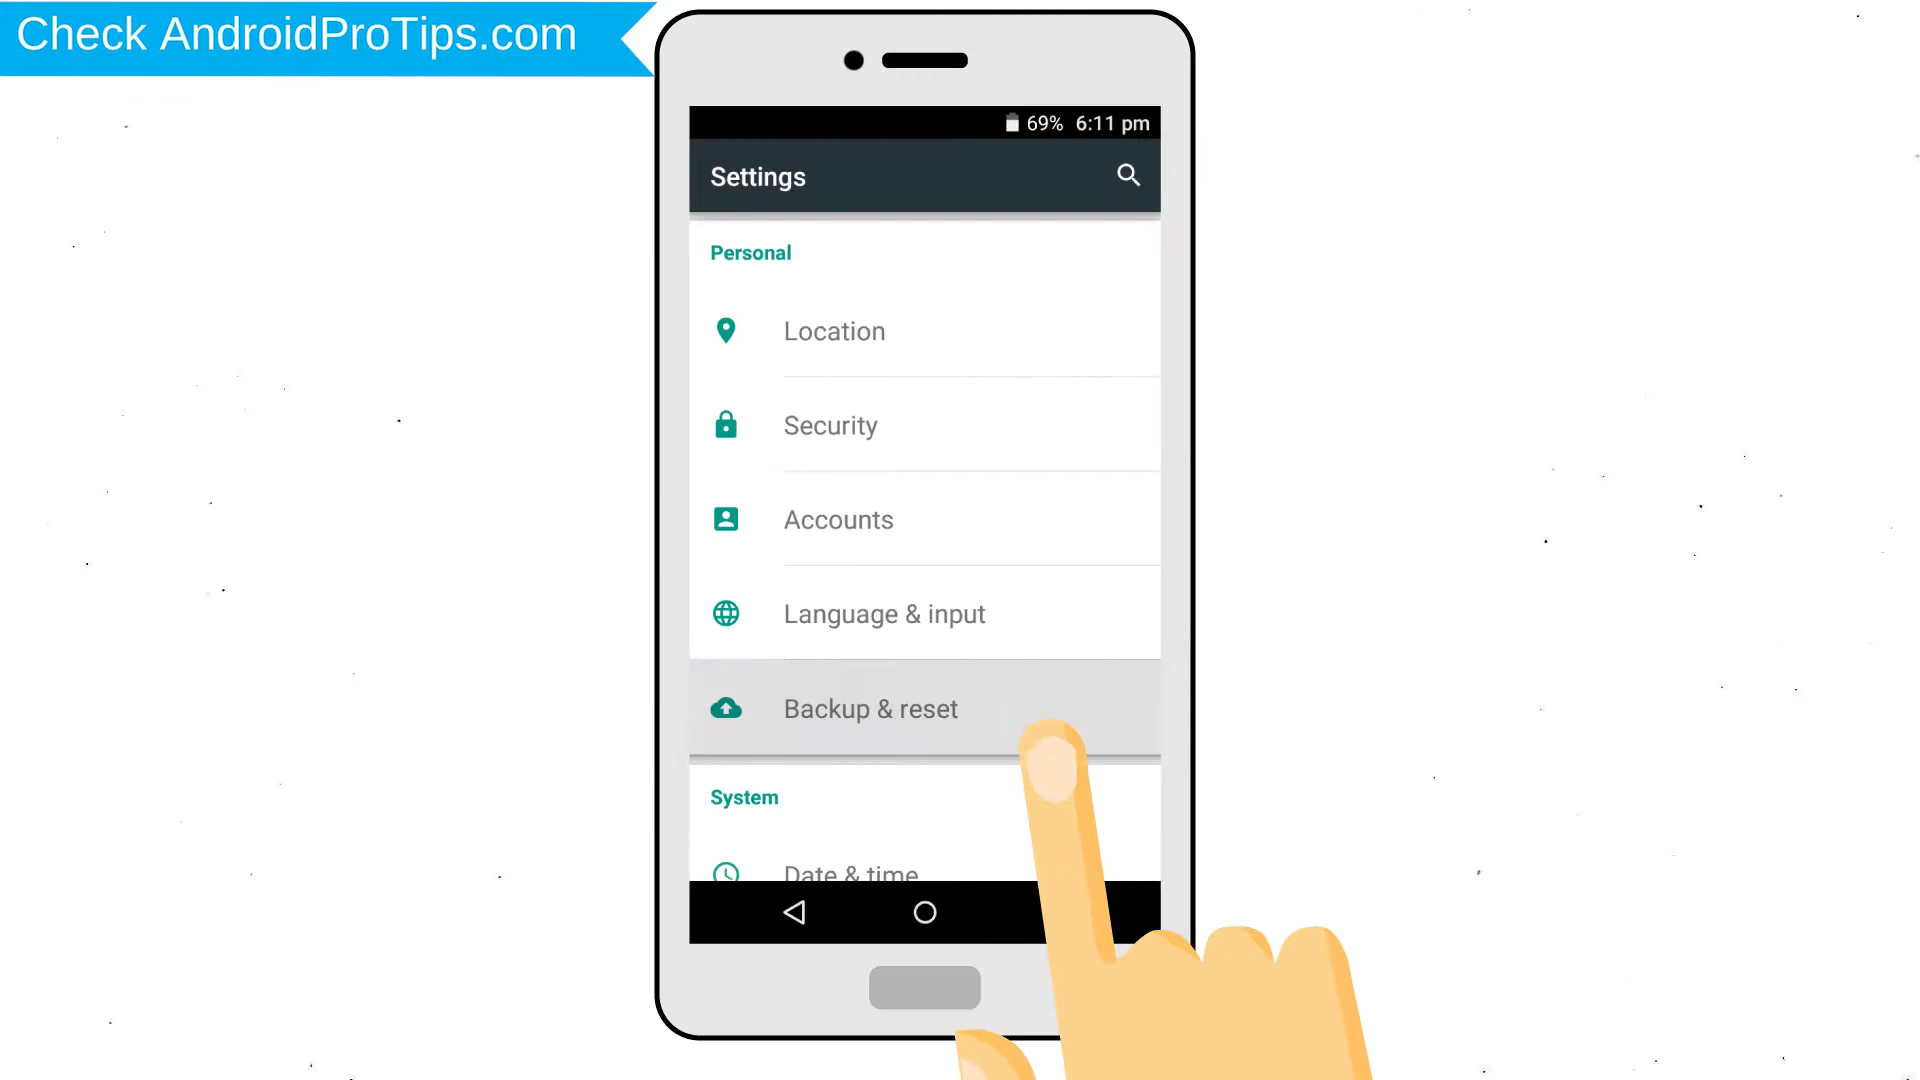 Check AndroidProTips.com
69% 6:11 pm
Settings
Personal
Location
Security
Accounts
Language & input
Backup & reset
System
Date & time